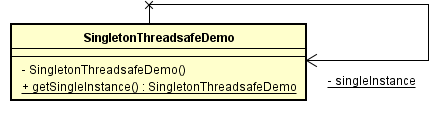 SingletonThreadsafeDemo
- SingletonThreadsafeDemo()
+ getSingleInstance() : SingletonThreadsafeDemo
- singleInstance